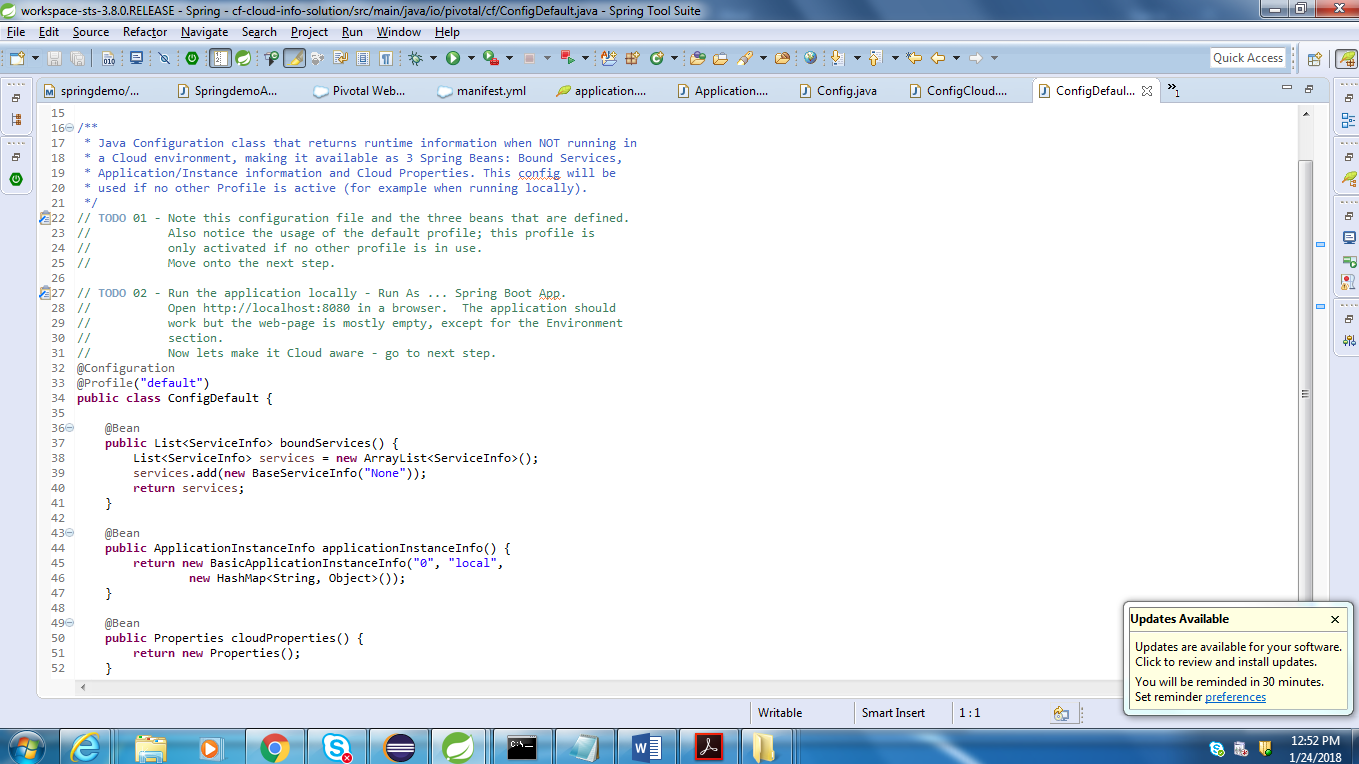 workspace-sts-3.8.0.RELEASE - Spring - cf-cloud-info-solution/src/main/java/io/pivotal/cf/ConfigDefault.java - Spring Tool Suite
File Edit Source Refactor Navigate Search Project Run Window Help
Quick Access
springdemo/... SpringdemoA... Pivotal Web... manifest.yml application.... Application.... Config.java ConfigCloud.... ConfigDefaul... »1
15
16 /**
17 * Java Configuration class that returns runtime information when NOT running in
18 * a Cloud environment, making it available as 3 Spring Beans: Bound Services,
19 * Application/Instance information and Cloud Properties. This config will be
20 * used if no other Profile is active (for example when running locally).
21 */
22 // TODO 01 - Note this configuration file and the three beans that are defined.
23 // Also notice the usage of the default profile; this profile is
24 // only activated if no other profile is in use.
25 // Move onto the next step.
26
27 // TODO 02 - Run the application locally - Run As ... Spring Boot App.
28 // Open http://localhost:8080 in a browser. The application should
29 // work but the web-page is mostly empty, except for the Environment
30 // section.
31 // Now lets make it Cloud aware - go to next step.
32 @Configuration
33 @Profile("default")
34 public class ConfigDefault {
35
36 @Bean
37 public List<ServiceInfo> boundServices() {
38 List<ServiceInfo> services = new ArrayList<ServiceInfo>();
39 services.add(new BaseServiceInfo("None"));
40 return services;
41 }
42
43 @Bean
44 public ApplicationInstanceInfo applicationInstanceInfo() {
45 return new BasicApplicationInstanceInfo("0", "local",
46 new HashMap<String, Object>());
47 }
48
49 @Bean
50 public Properties cloudProperties() {
51 return new Properties();
52 }
Updates Available
Updates are available for your software.
Click to review and install updates.
You will be reminded in 30 minutes.
Set reminder preferences
Writable Smart Insert 1 : 1
C:\_
12:52 PM
1/24/2018